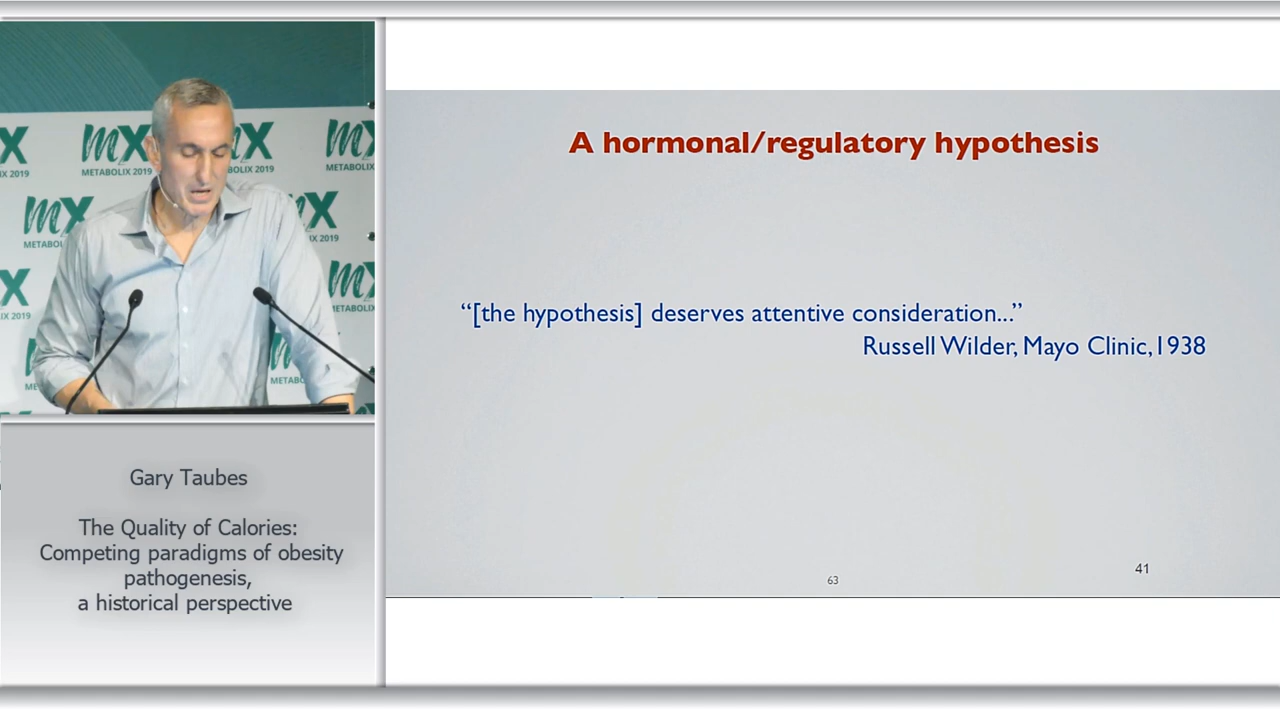 mX
METABOLIX 2019
Gary Taubes
The Quality of Calories:
Competing paradigms of obesity
pathogenesis,
a historical perspective
A hormonal/regulatory hypothesis
“[the hypothesis] deserves attentive consideration...”
Russell Wilder, Mayo Clinic,1938
63
41